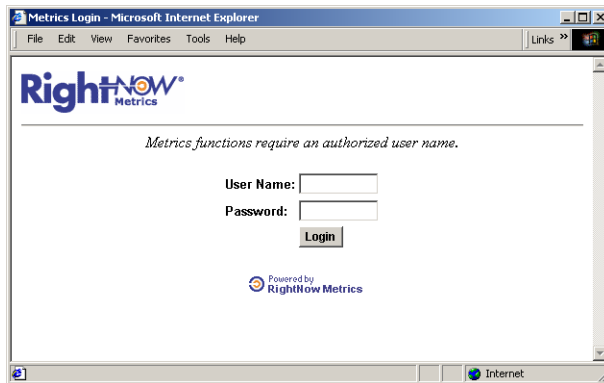 Metrics Login - Microsoft Internet Explorer
File Edit View Favorites Tools Help Links »
RightNOW®
Metrics
Metrics functions require an authorized user name.
User Name:
Password:
Login
Powered by
RightNow Metrics
Internet